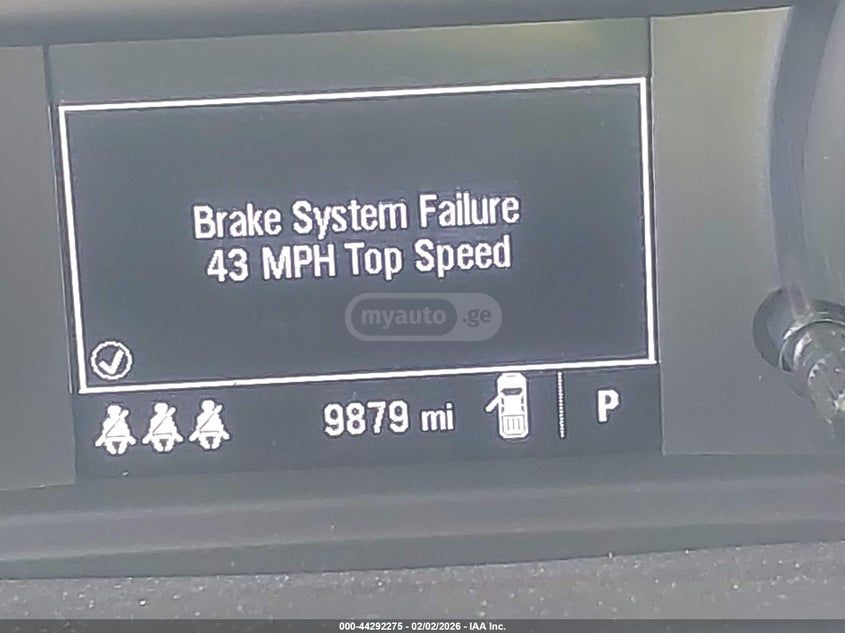 Brake System Failure
43 MPH Top Speed
myauto .ge
9879 mi
P
000-44292275 - 02/02/2026 - IAA Inc.